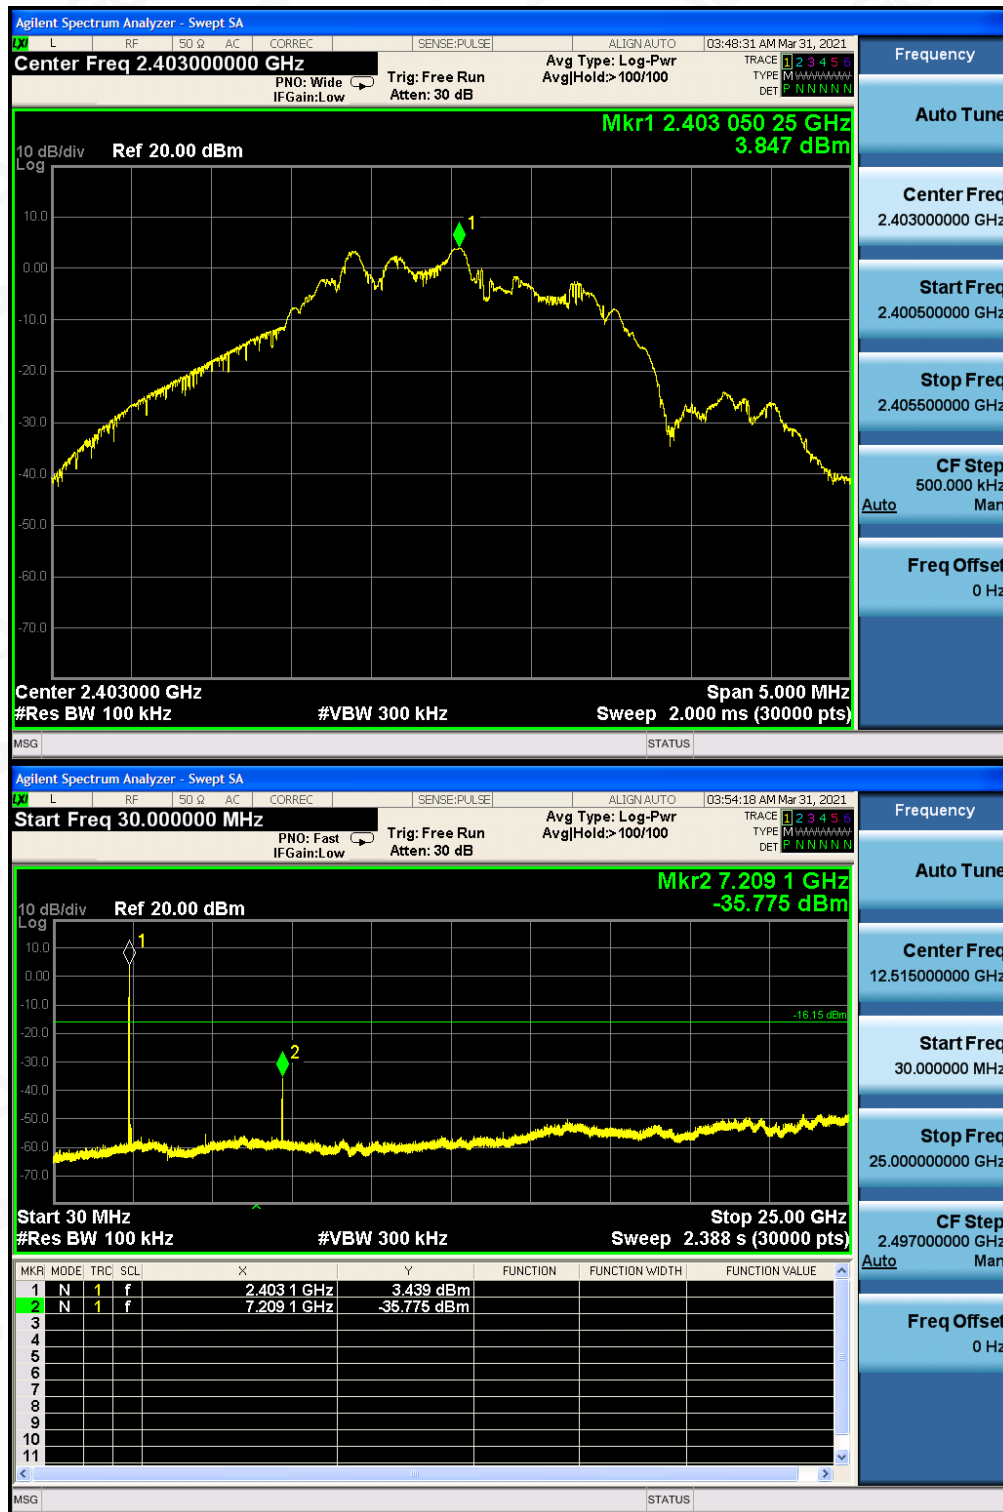 Agilent Spectrum Analyzer - Swept SA
LXI L RF 50 Ω AC CORREC SENSE:PULSE ALIGN AUTO 03:48:31 AM Mar 31, 2021
Center Freq 2.403000000 GHz
PNO: Wide
IFGain:Low
Trig: Free Run
Atten: 30 dB
Avg Type: Log-Pwr
Avg|Hold:>100/100
TRACE 1 2 3 4 5 6
TYPE M
DET P N N N N N
Mkr1 2.403 050 25 GHz
3.847 dBm
10 dB/div Ref 20.00 dBm
Log
1
10.0
0.00
-10.0
-20.0
-30.0
-40.0
-50.0
-60.0
-70.0
Center 2.403000 GHz Span 5.000 MHz
#Res BW 100 kHz #VBW 300 kHz Sweep 2.000 ms (30000 pts)
MSG STATUS
Frequency
Auto Tune
Center Freq
2.403000000 GHz
Start Freq
2.400500000 GHz
Stop Freq
2.405500000 GHz
CF Step
500.000 kHz
Auto Man
Freq Offset
0 Hz
Agilent Spectrum Analyzer - Swept SA
LXI L RF 50 Ω AC CORREC SENSE:PULSE ALIGN AUTO 03:54:18 AM Mar 31, 2021
Start Freq 30.000000 MHz
PNO: Fast
IFGain:Low
Trig: Free Run
Atten: 30 dB
Avg Type: Log-Pwr
Avg|Hold:>100/100
TRACE 1 2 3 4 5 6
TYPE M
DET P N N N N N
Mkr2 7.209 1 GHz
-35.775 dBm
10 dB/div Ref 20.00 dBm
Log
1
2
-16.15 dBm
10.0
0.00
-10.0
-20.0
-30.0
-40.0
-50.0
-60.0
-70.0
Start 30 MHz Stop 25.00 GHz
#Res BW 100 kHz #VBW 300 kHz Sweep 2.388 s (30000 pts)
MKR MODE TRC SCL X Y FUNCTION FUNCTION WIDTH FUNCTION VALUE
1 N 1 f 2.403 1 GHz 3.439 dBm
2 N 1 f 7.209 1 GHz -35.775 dBm
3
4
5
6
7
8
9
10
11
MSG STATUS
Frequency
Auto Tune
Center Freq
12.515000000 GHz
Start Freq
30.000000 MHz
Stop Freq
25.000000000 GHz
CF Step
2.497000000 GHz
Auto Man
Freq Offset
0 Hz